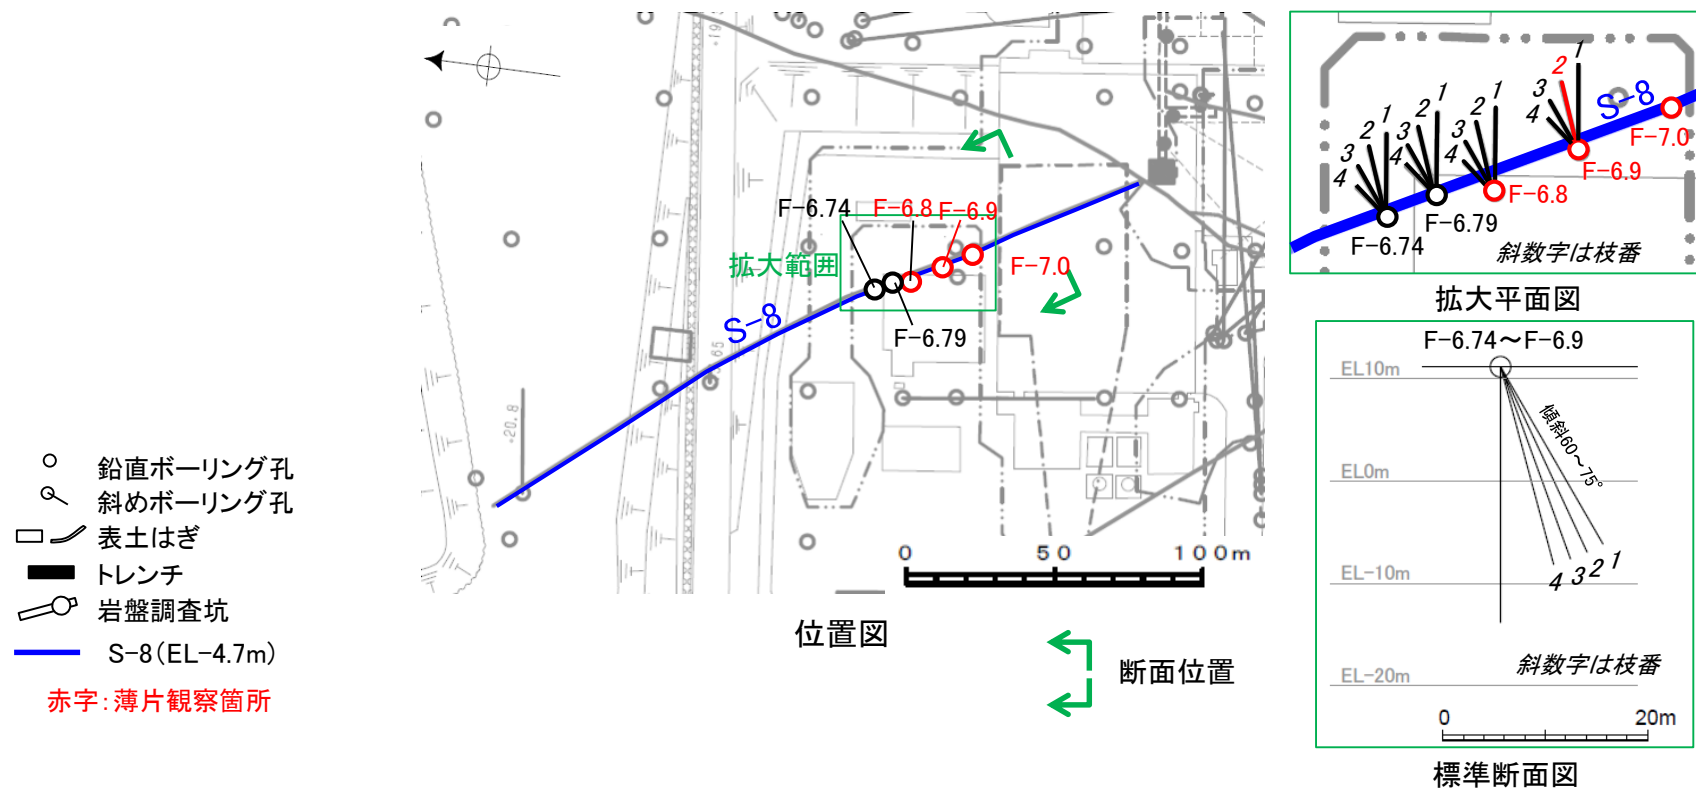 鉛直ボーリング孔
斜めボーリング孔
表土はぎ
トレンチ
岩盤調査坑
S-8(EL-4.7m)
赤字：薄片観察箇所
F-6.74
F-6.8
F-6.9
F-7.0
F-6.79
拡大範囲
S-8
20.8
0
50
100m
位置図
断面位置
1
2
3
4
1
2
3
4
1
2
3
4
1
2
3
4
S-8
F-7.0
F-6.9
F-6.8
F-6.79
F-6.74
斜数字は枝番
拡大平面図
F-6.74～F-6.9
EL10m
傾斜60～75°
EL0m
EL-10m
4 3 2 1
斜数字は枝番
EL-20m
0
20m
標準断面図